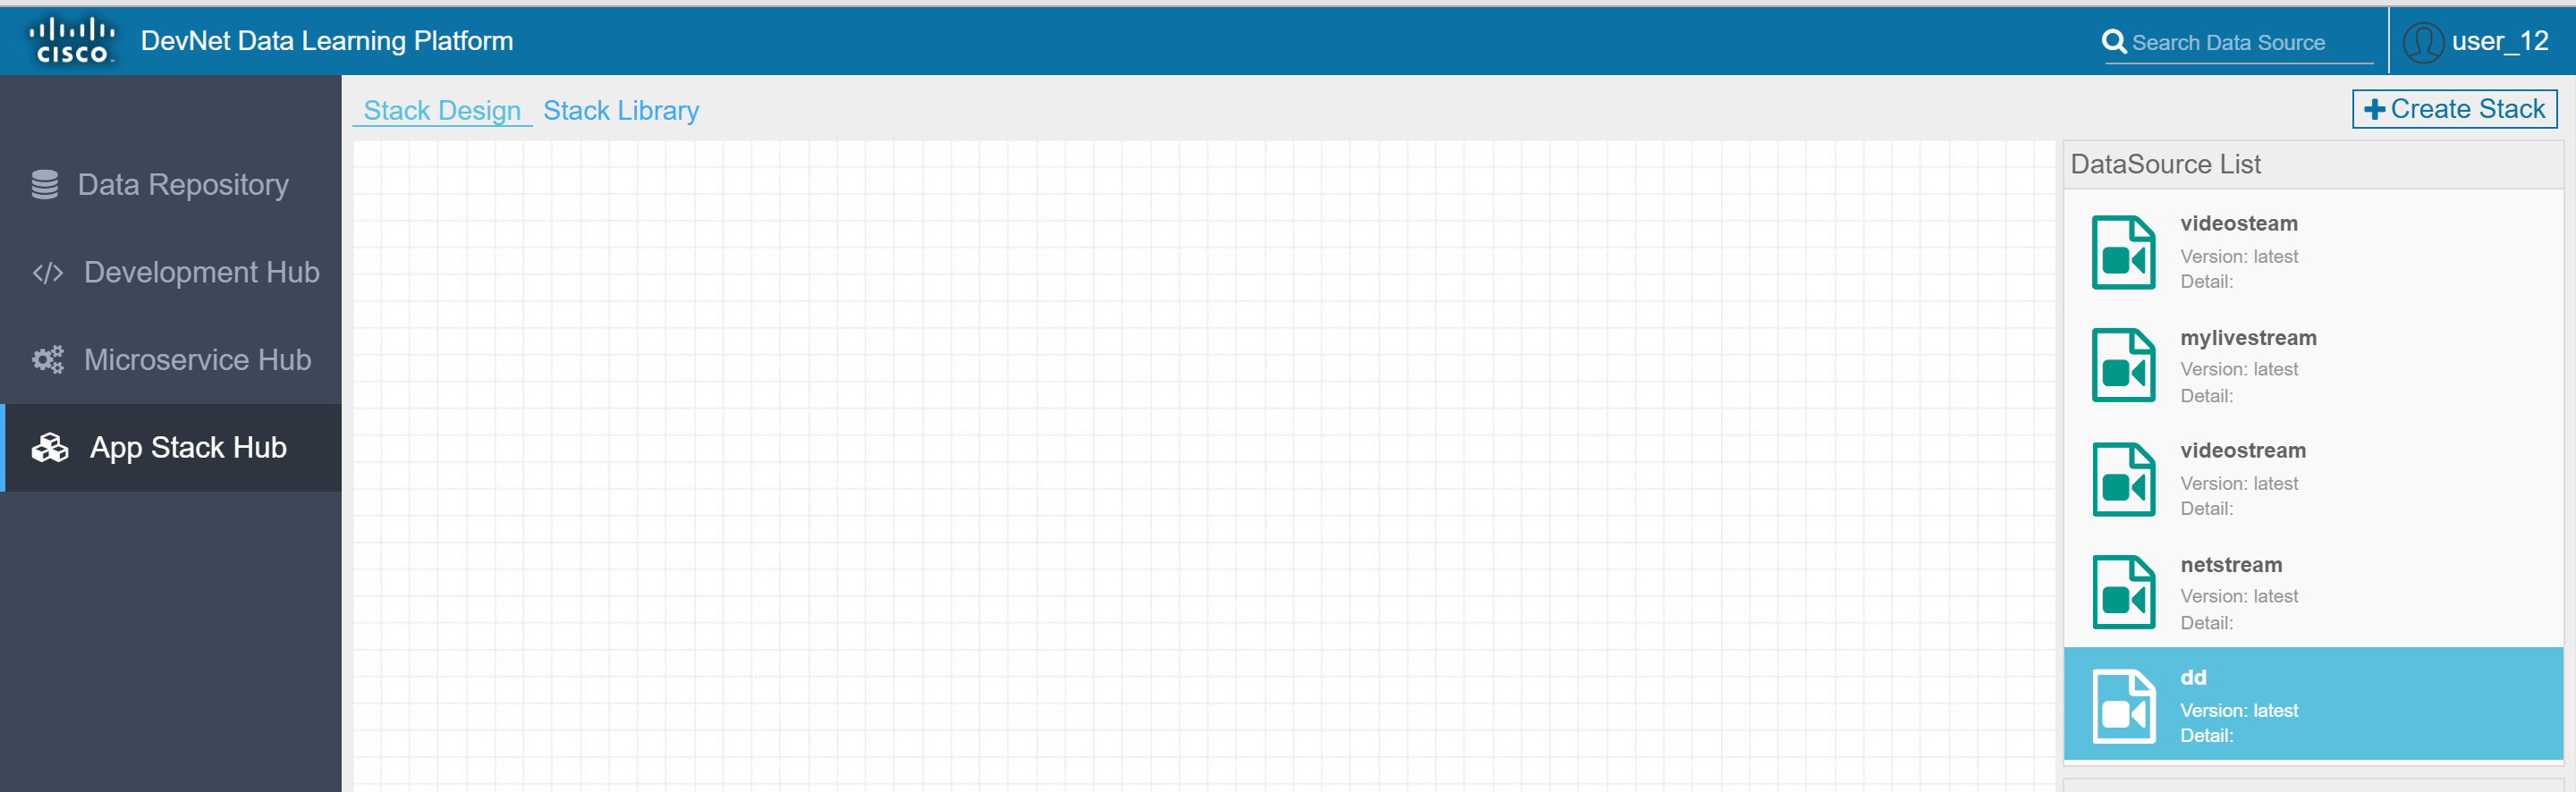 CISCO
DevNet Data Learning Platform
Search Data Source
user_12
Data Repository
Development Hub
Microservice Hub
App Stack Hub
Stack Design
Stack Library
Create Stack
DataSource List
videosteam
Version: latest
Detail:
mylivestream
Version: latest
Detail:
videostream
Version: latest
Detail:
netstream
Version: latest
Detail:
dd
Version: latest
Detail: